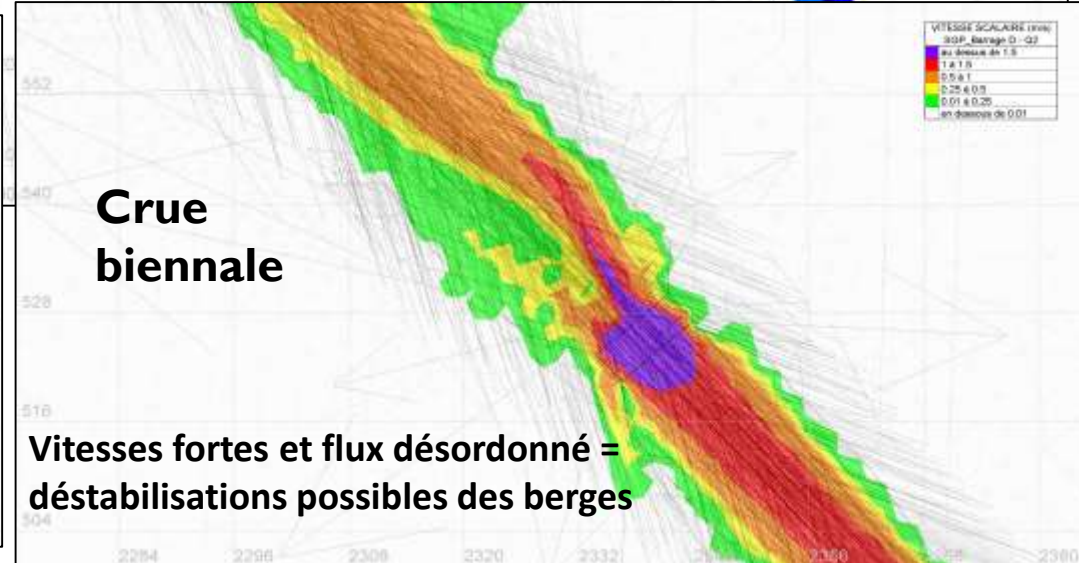 VITESSE SCALAIRE (m/s)
SGP_Barrage D - Q2
au dessus de 1.5
1 à 1.5
0.5 à 1
0.25 à 0.5
0.01 à 0.25
en dessous de 0.01
552
540
Crue
biennale
528
516
Vitesses fortes et flux désordonné =
déstabilisations possibles des berges
504
2284 2296 2308 2320 2332 2380